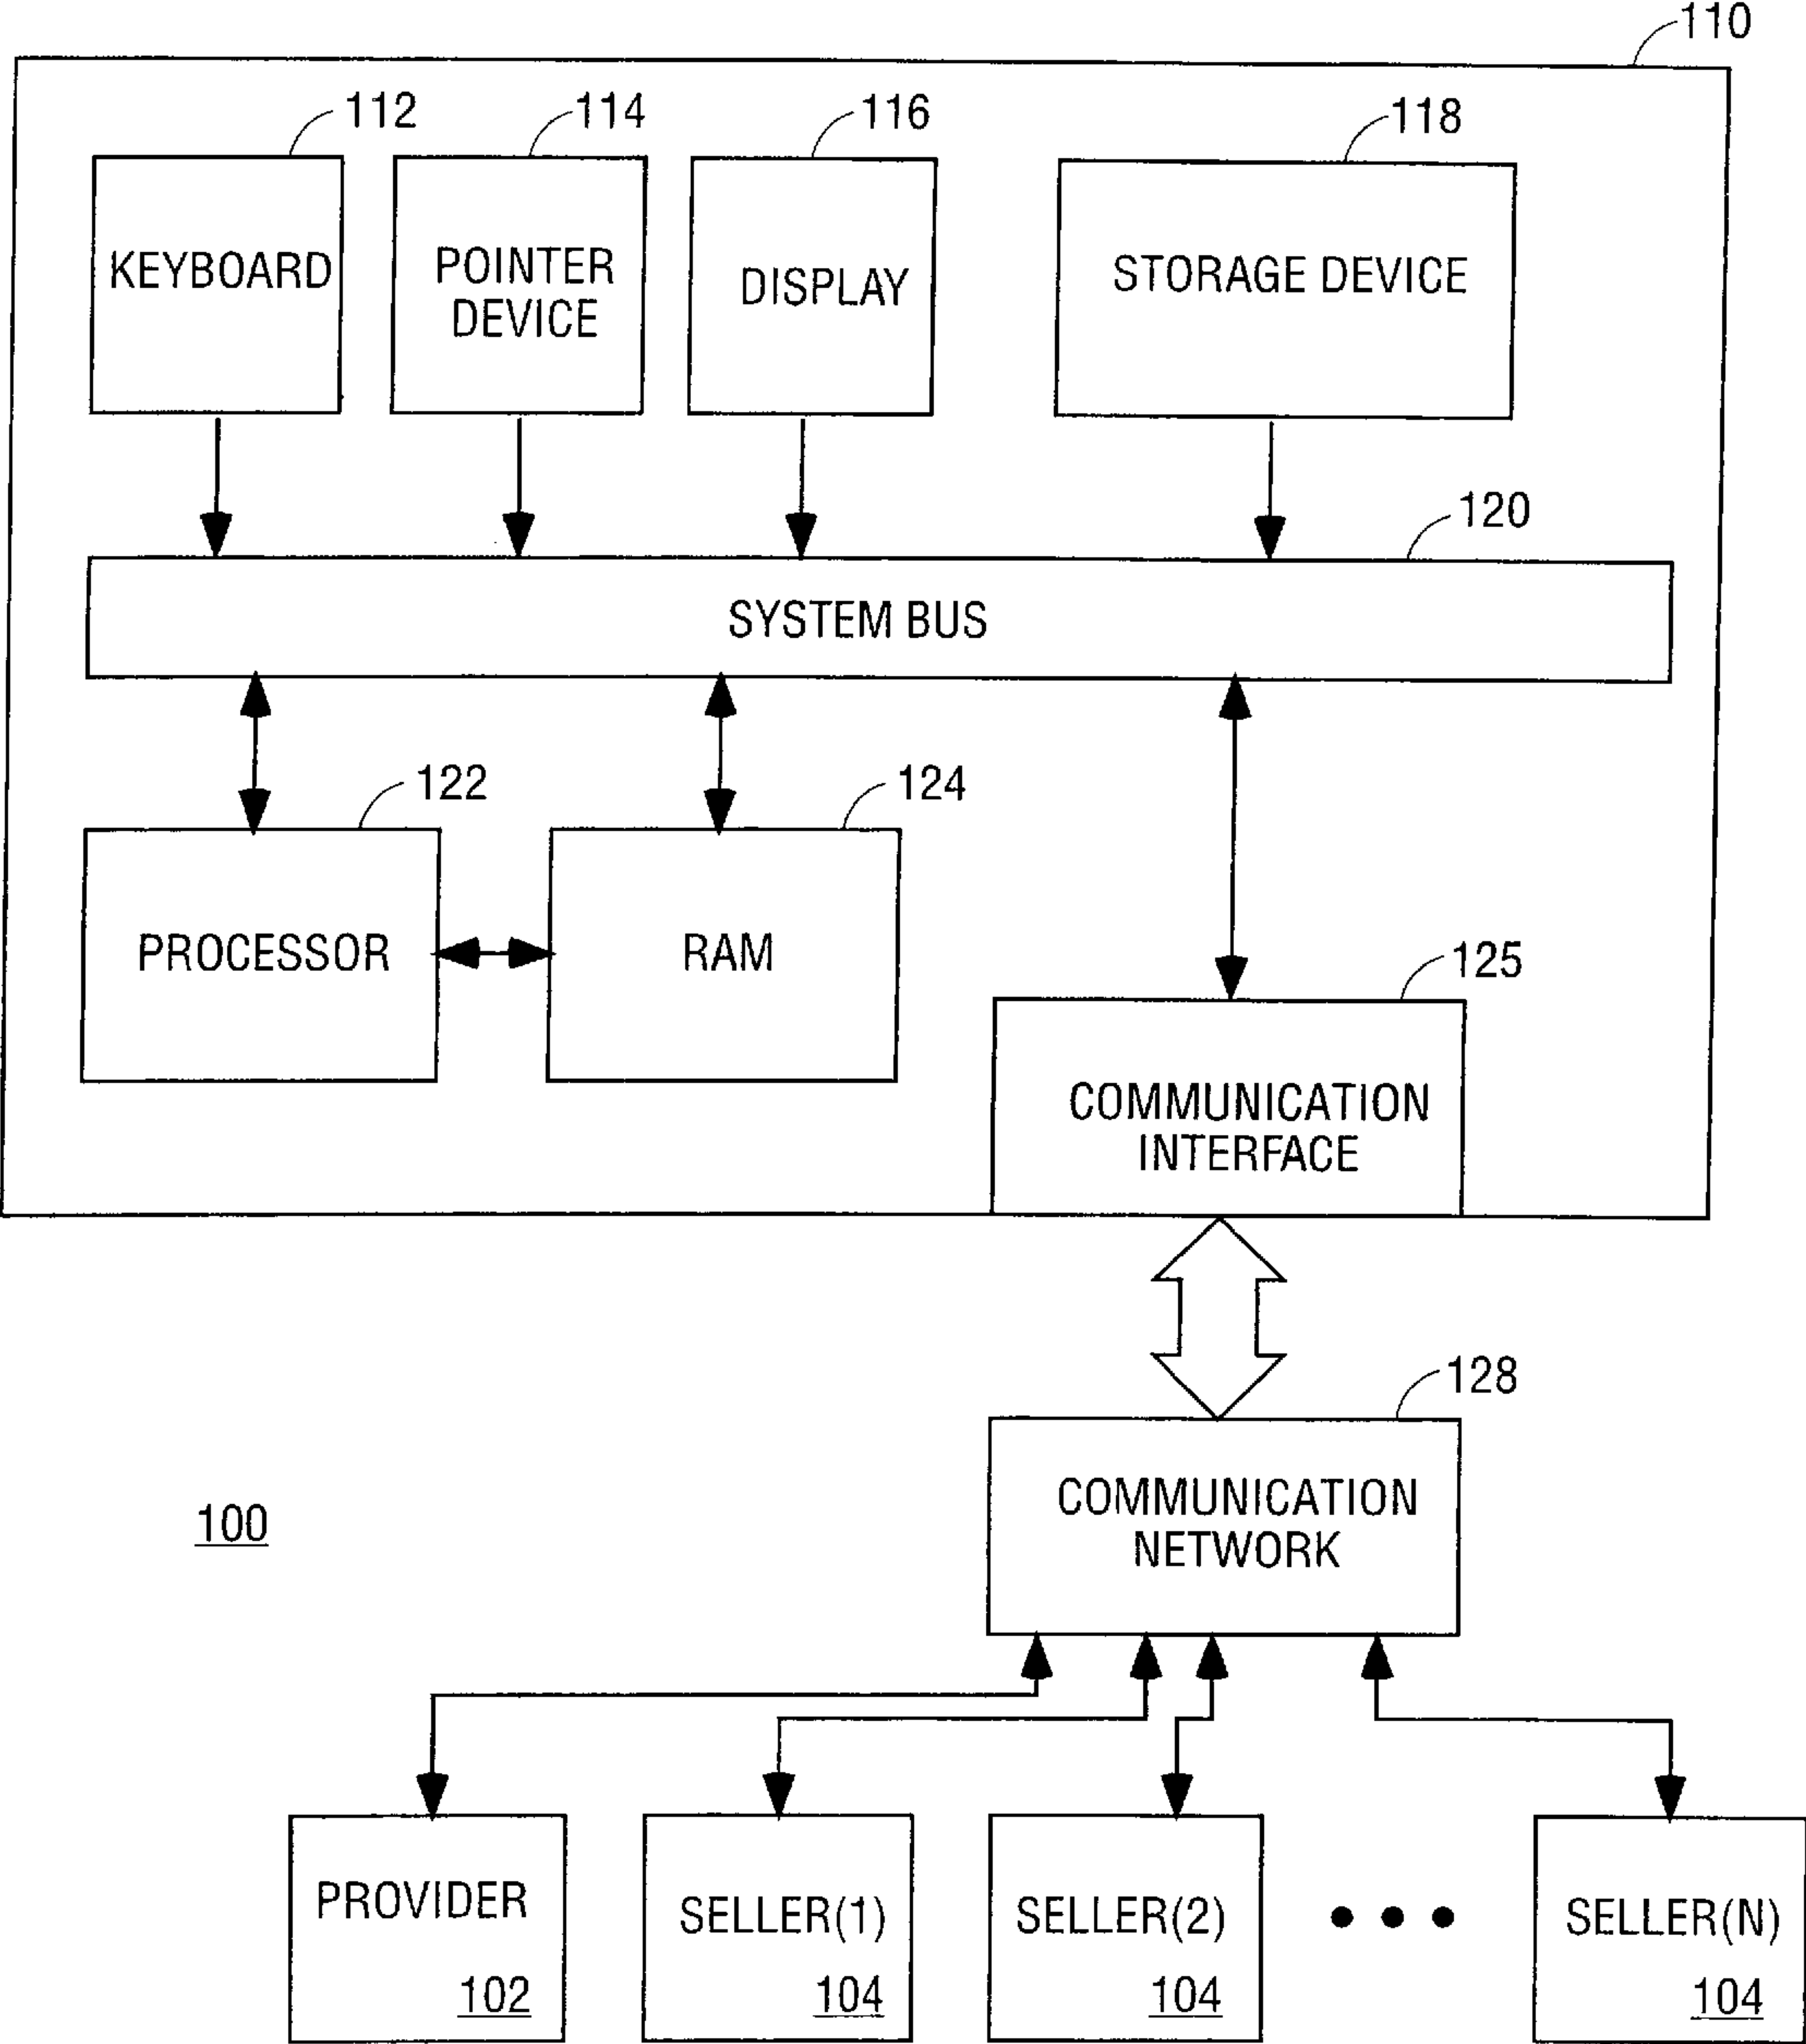 110
112
114
116
118
KEYBOARD
POINTER
DEVICE
DISPLAY
STORAGE DEVICE
120
SYSTEM BUS
122
124
PROCESSOR
RAM
125
COMMUNICATION
INTERFACE
128
COMMUNICATION
NETWORK
100
PROVIDER
102
SELLER(1)
104
SELLER(2)
104
SELLER(N)
104